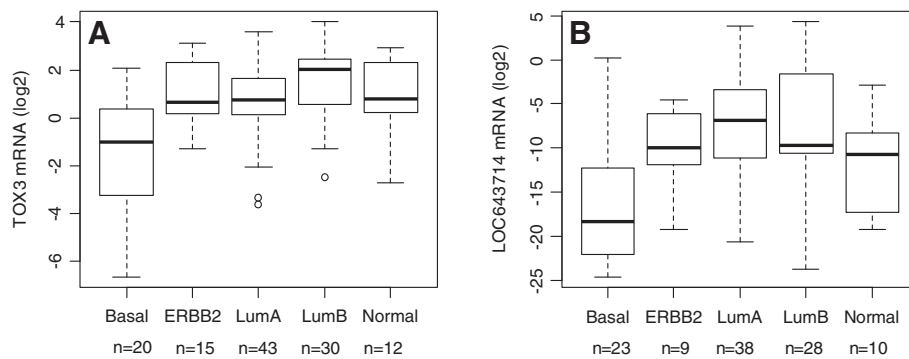 A
TOX3 mRNA (log2)
4
2
0
-2
-4
-6
Basal ERBB2 LumA LumB Normal
n=20 n=15 n=43 n=30 n=12
B
LOC643714 mRNA (log2)
5
0
-5
-10
-15
-20
-25
Basal ERBB2 LumA LumB Normal
n=23 n=9 n=38 n=28 n=10